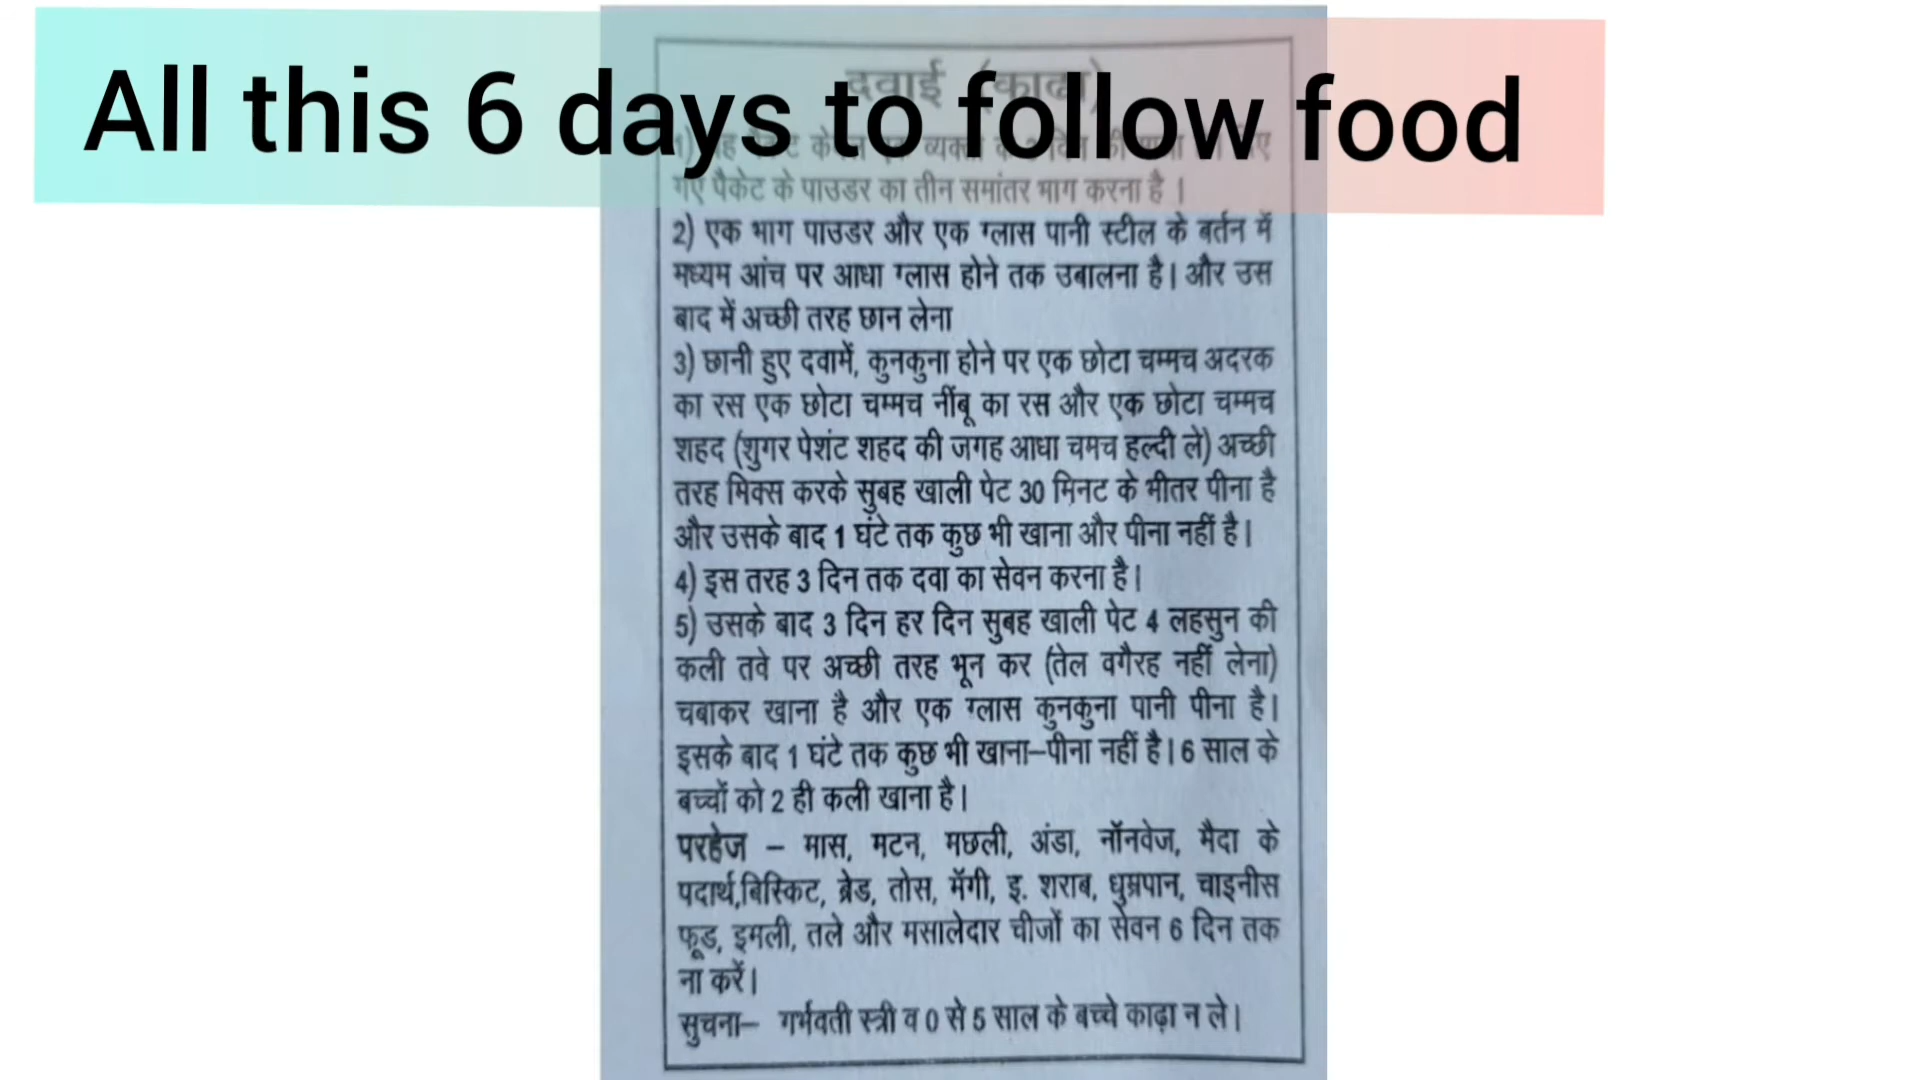 All this 6 days to follow food
दवाई (काढा)
गए पैकेट के पाउडर का तीन समांतर भाग करना है ।
2) एक भाग पाउडर और एक ग्लास पानी स्टील के बर्तन में
मध्यम आंच पर आधा ग्लास होने तक उबालना है। और उस
बाद में अच्छी तरह छान लेना
3) छानी हुए दवामें, कुनकुना होने पर एक छोटा चम्मच अदरक
का रस एक छोटा चम्मच नींबू का रस और एक छोटा चम्मच
शहद (शुगर पेशंट शहद की जगह आधा चमच हल्दी ले) अच्छी
तरह मिक्स करके सुबह खाली पेट 30 मिनट के भीतर पीना है
और उसके बाद 1 घंटे तक कुछ भी खाना और पीना नहीं है।
4) इस तरह 3 दिन तक दवा का सेवन करना है।
5) उसके बाद 3 दिन हर दिन सुबह खाली पेट 4 लहसुन की
कली तवे पर अच्छी तरह भून कर (तेल वगैरह नहीं लेना)
चबाकर खाना है और एक ग्लास कुनकुना पानी पीना है।
इसके बाद 1 घंटे तक कुछ भी खाना–पीना नहीं है। 6 साल के
बच्चों को 2 ही कली खाना है।
परहेज – मास, मटन, मछली, अंडा, नॉनवेज, मैदा के
पदार्थ,बिस्किट, ब्रेड, तोस, मॅगी, इ. शराब, धुम्रपान, चाइनीस
फूड, इमली, तले और मसालेदार चीजों का सेवन 6 दिन तक
ना करें।
सुचना– गर्भवती स्त्री व 0 से 5 साल के बच्चे काढ़ा न ले।